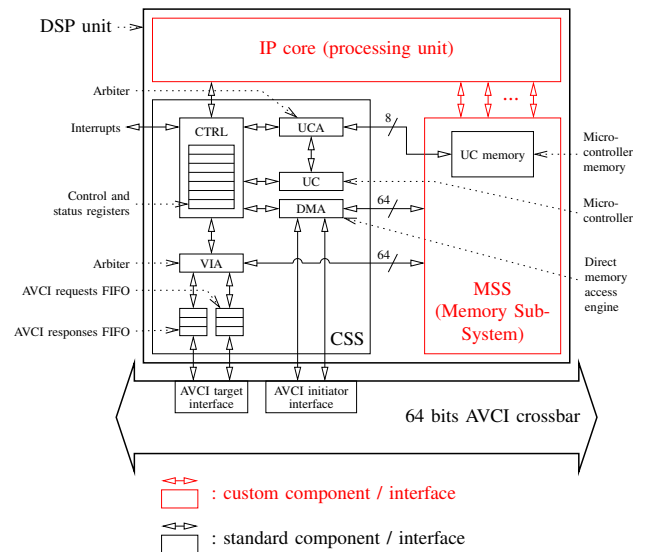 DSP unit
IP core (processing unit)
...
Arbiter
CTRL
UCA
8
Interrupts
UC memory
Micro-
controller
memory
UC
Control and
status registers
DMA
64
Micro-
controller
Arbiter
VIA
64
Direct
memory
access
engine
AVCI requests FIFO
MSS
(Memory Sub-
System)
AVCI responses FIFO
CSS
AVCI target
interface
AVCI initiator
interface
64 bits AVCI crossbar
: custom component / interface
: standard component / interface